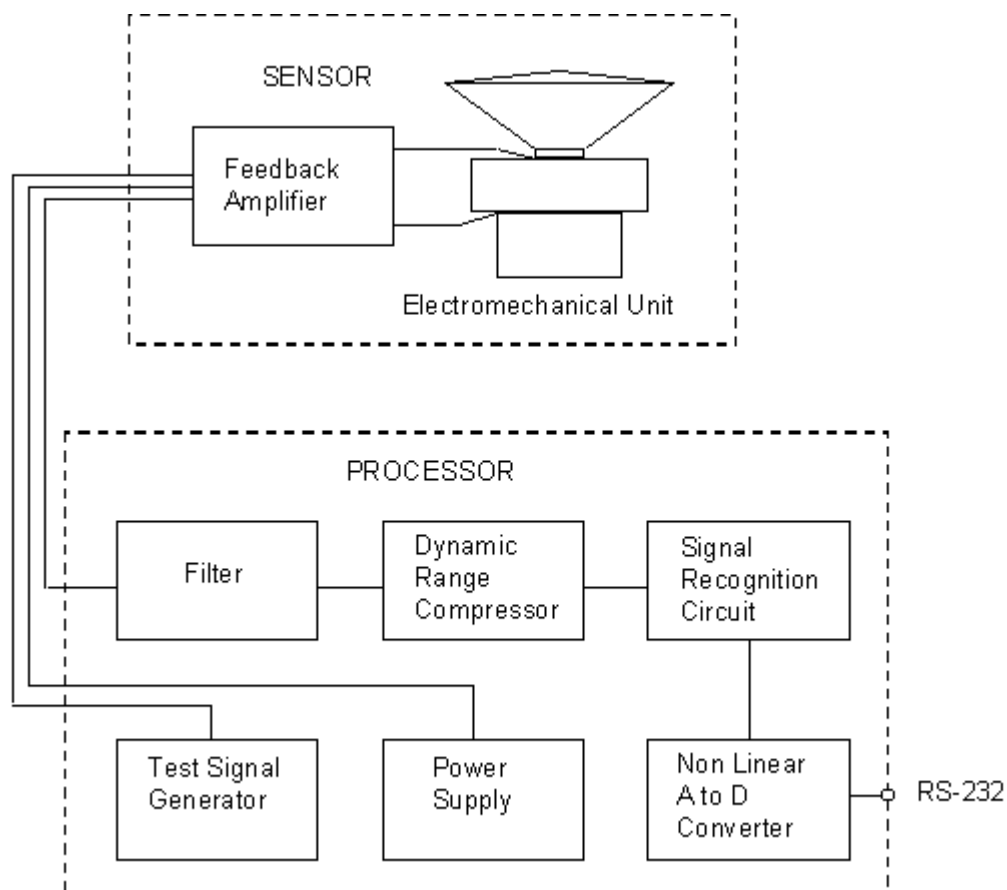 SENSOR
Feedback
Amplifier
Electromechanical Unit
PROCESSOR
Filter
Dynamic
Range
Compressor
Signal
Recognition
Circuit
Test Signal
Generator
Power
Supply
Non Linear
A to D
Converter
RS-232